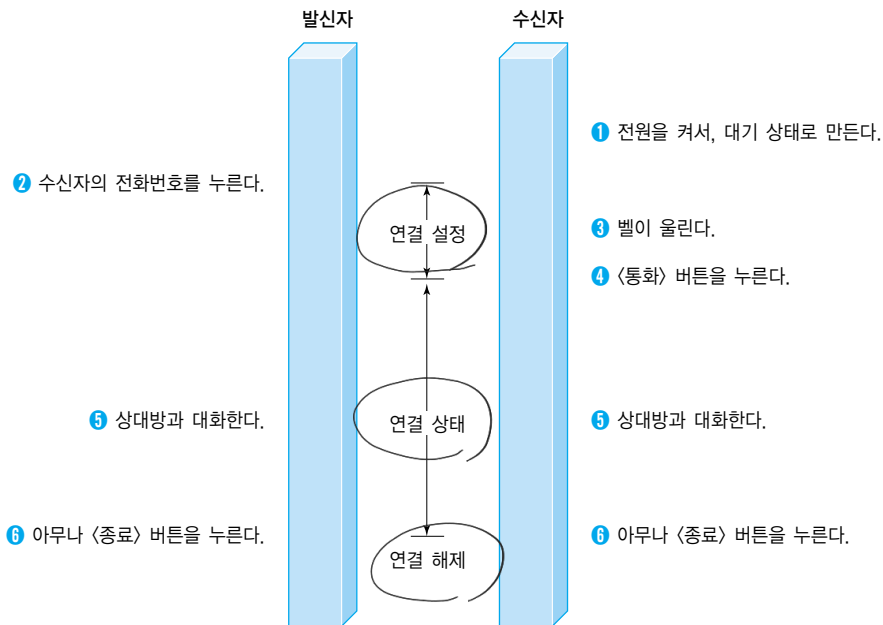 발신자
수신자
❶ 전원을 켜서, 대기 상태로 만든다.
❷ 수신자의 전화번호를 누른다.
연결 설정
❸ 벨이 울린다.
❹ 〈통화〉 버튼을 누른다.
❺ 상대방과 대화한다.
연결 상태
❺ 상대방과 대화한다.
❻ 아무나 〈종료〉 버튼을 누른다.
연결 해제
❻ 아무나 〈종료〉 버튼을 누른다.